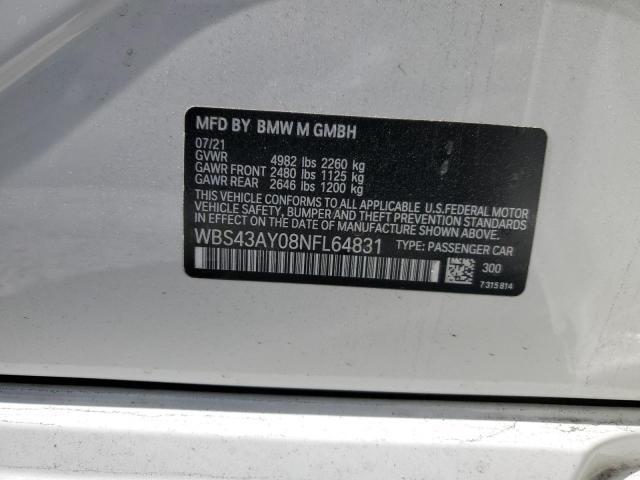 MFD BY BMW M GMBH
07/21
GVWR 4982 lbs 2260 kg
GAWR FRONT 2480 lbs 1125 kg
GAWR REAR 2646 lbs 1200 kg
THIS VEHICLE CONFORMS TO ALL APPLICABLE U.S.FEDERAL MOTOR
VEHICLE SAFETY, BUMPER, AND THEFT PREVENTION STANDARDS
IN EFFECT ON THE DATE OF MANUFACTURE SHOWN ABOVE.
WBS43AY08NFL64831 TYPE: PASSENGER CAR
300
7 315 814